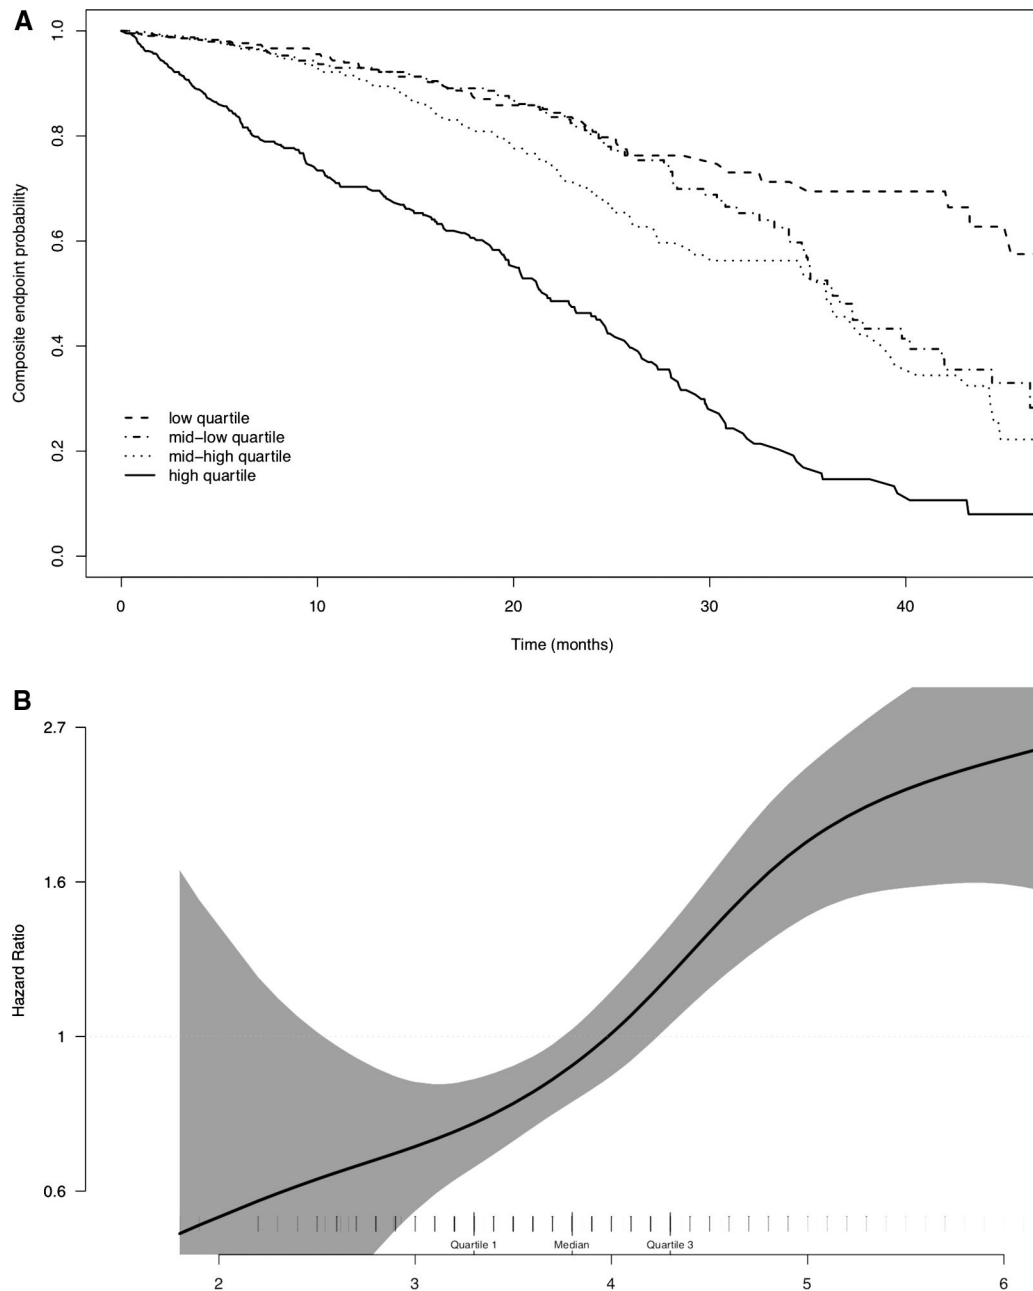 A
Composite endpoint probability
1.0
0.8
0.6
0.4
0.2
0.0
low quartile
mid-low quartile
mid-high quartile
high quartile
0 10 20 30 40
Time (months)
B
Hazard Ratio
2.7
1.6
1
0.6
Quartile 1 Median Quartile 3
2 3 4 5 6